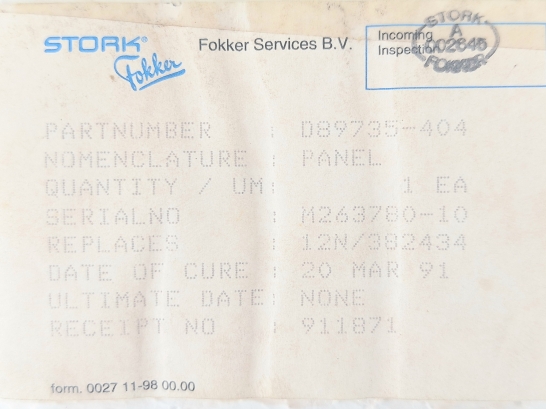 STORK®
Fokker
Fokker Services B.V.
Incoming
Inspection
STORK
A
A02645
FOKKER
PARTNUMBER : D89735-404
NOMENCLATURE : PANEL
QUANTITY / UM: 1 EA
SERIALNO : M263780-10
REPLACES : 12N/382434
DATE OF CURE : 20 MAR 91
ULTIMATE DATE: NONE
RECEIPT NO : 911871
form. 0027 11-98 00.00